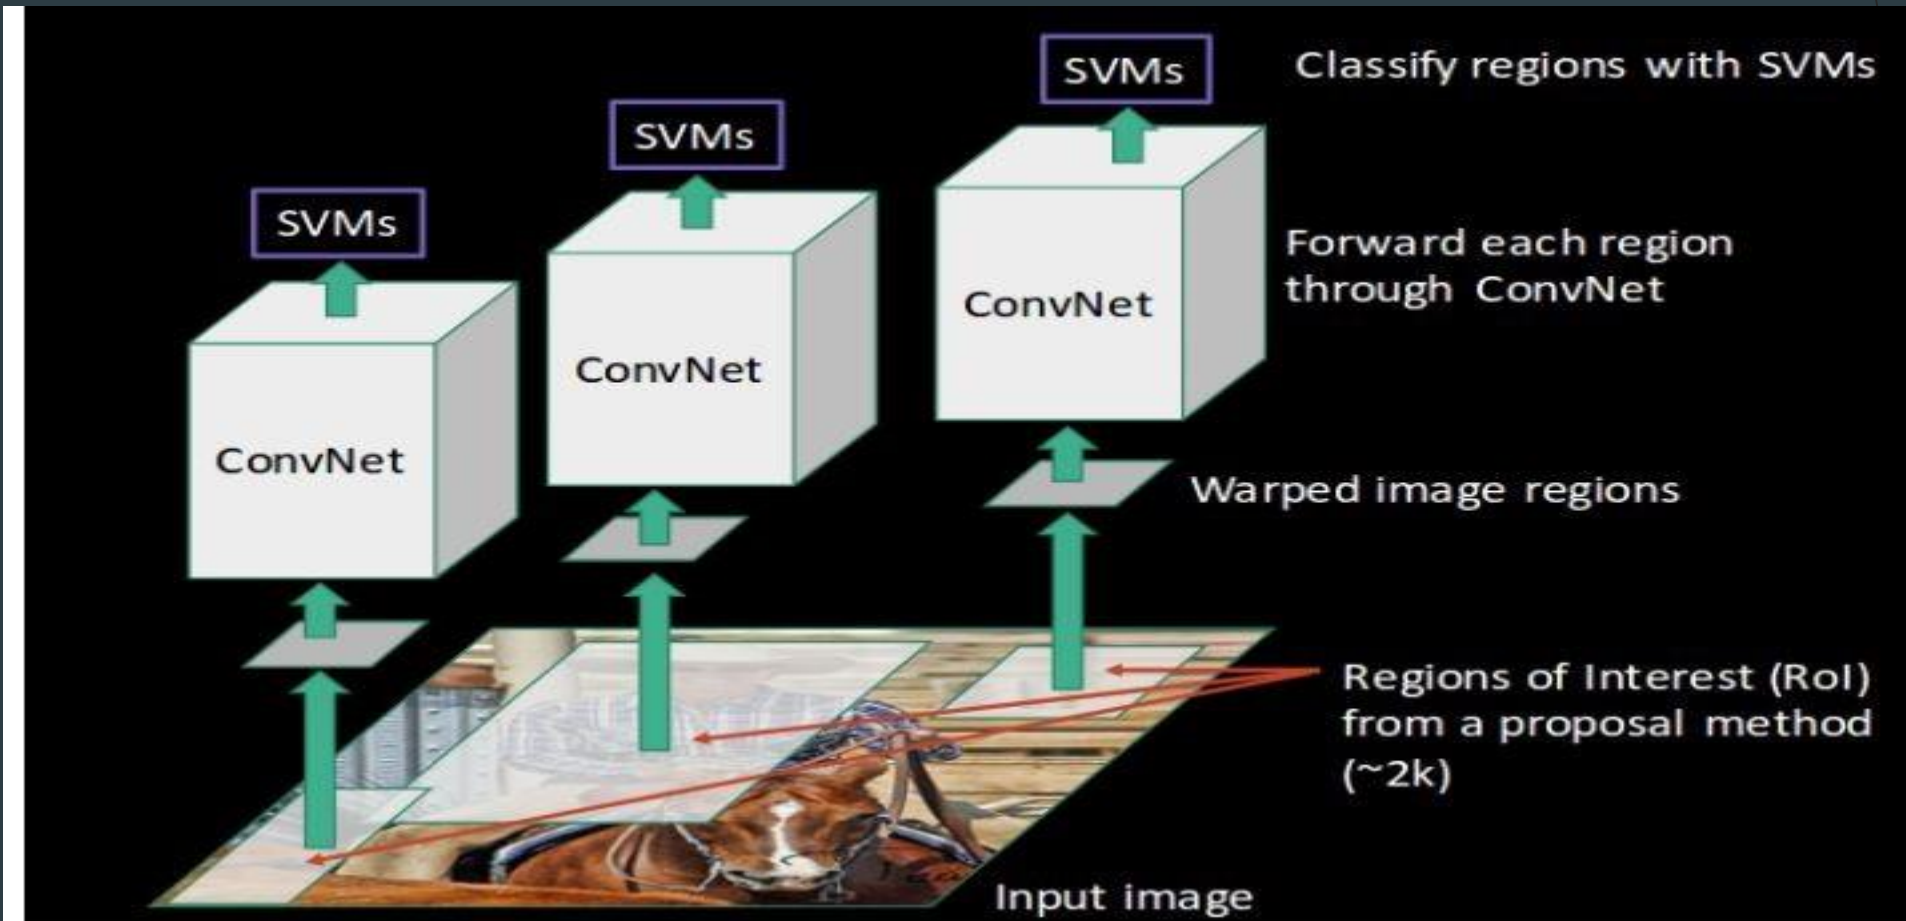 SVMs
Classify regions with SVMs
SVMs
SVMs
Forward each region
through ConvNet
ConvNet
ConvNet
ConvNet
Warped image regions
Regions of Interest (RoI)
from a proposal method
(~2k)
Input image